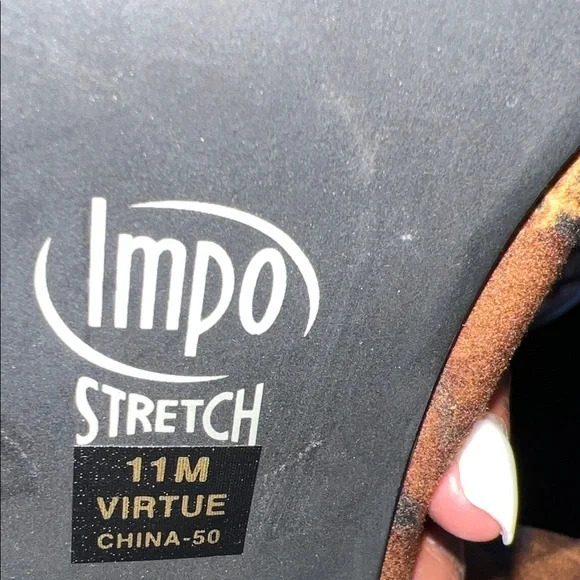 Impo
STRETCH
11M
VIRTUE
CHINA-50